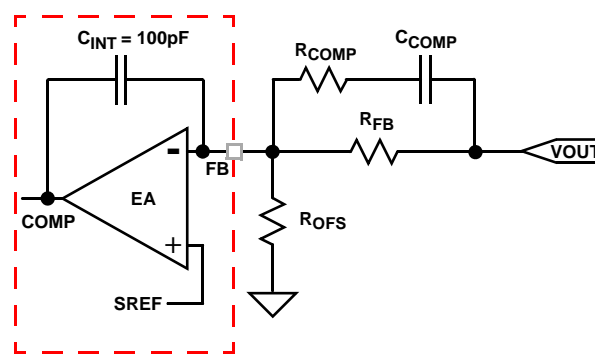 CINT = 100pF
CCOMP
RCOMP
RFB
VOUT
-
FB
EA
COMP
ROFS
+
SREF